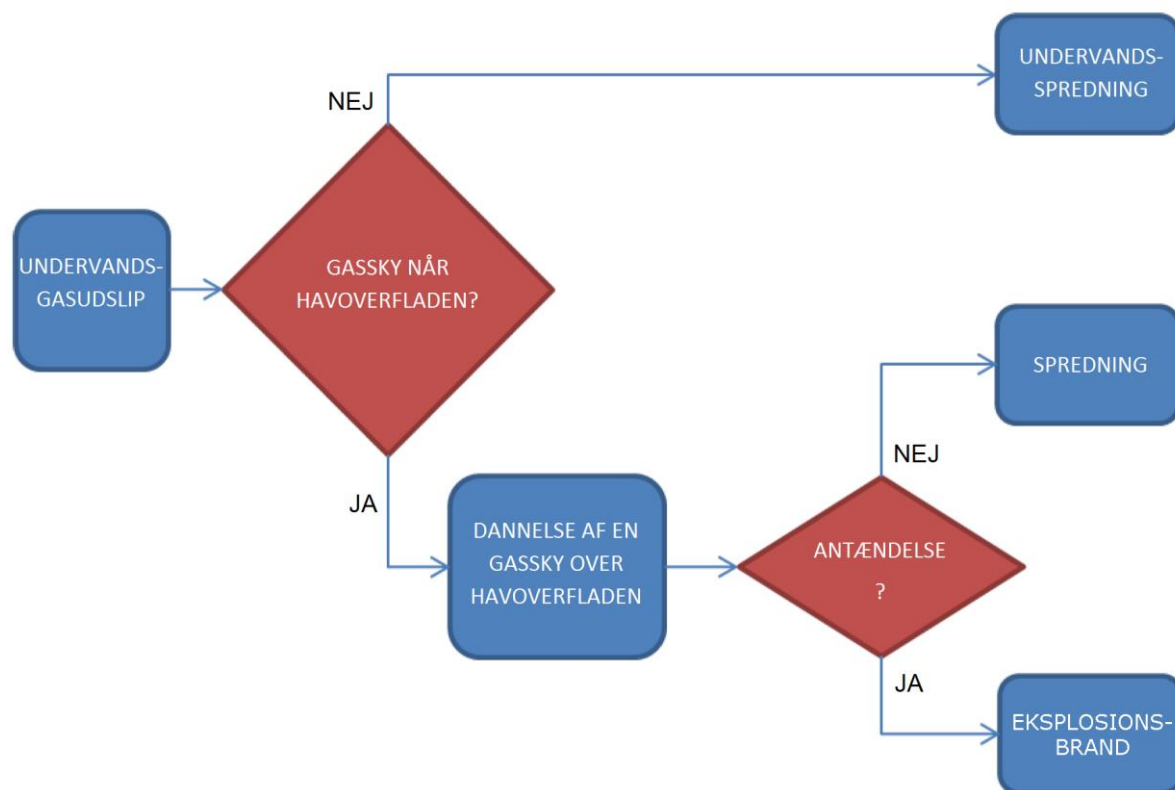 UNDERVANDS-
SPREDNING
NEJ
UNDERVANDS-
GASUDSLIP
GASSKY NÅR
HAVOVERFLADEN?
SPREDNING
NEJ
JA
DANNELSE AF EN
GASSKY OVER
HAVOVERFLADEN
ANTÆNDELSE
?
JA
EKSPLOSIONS-
BRAND